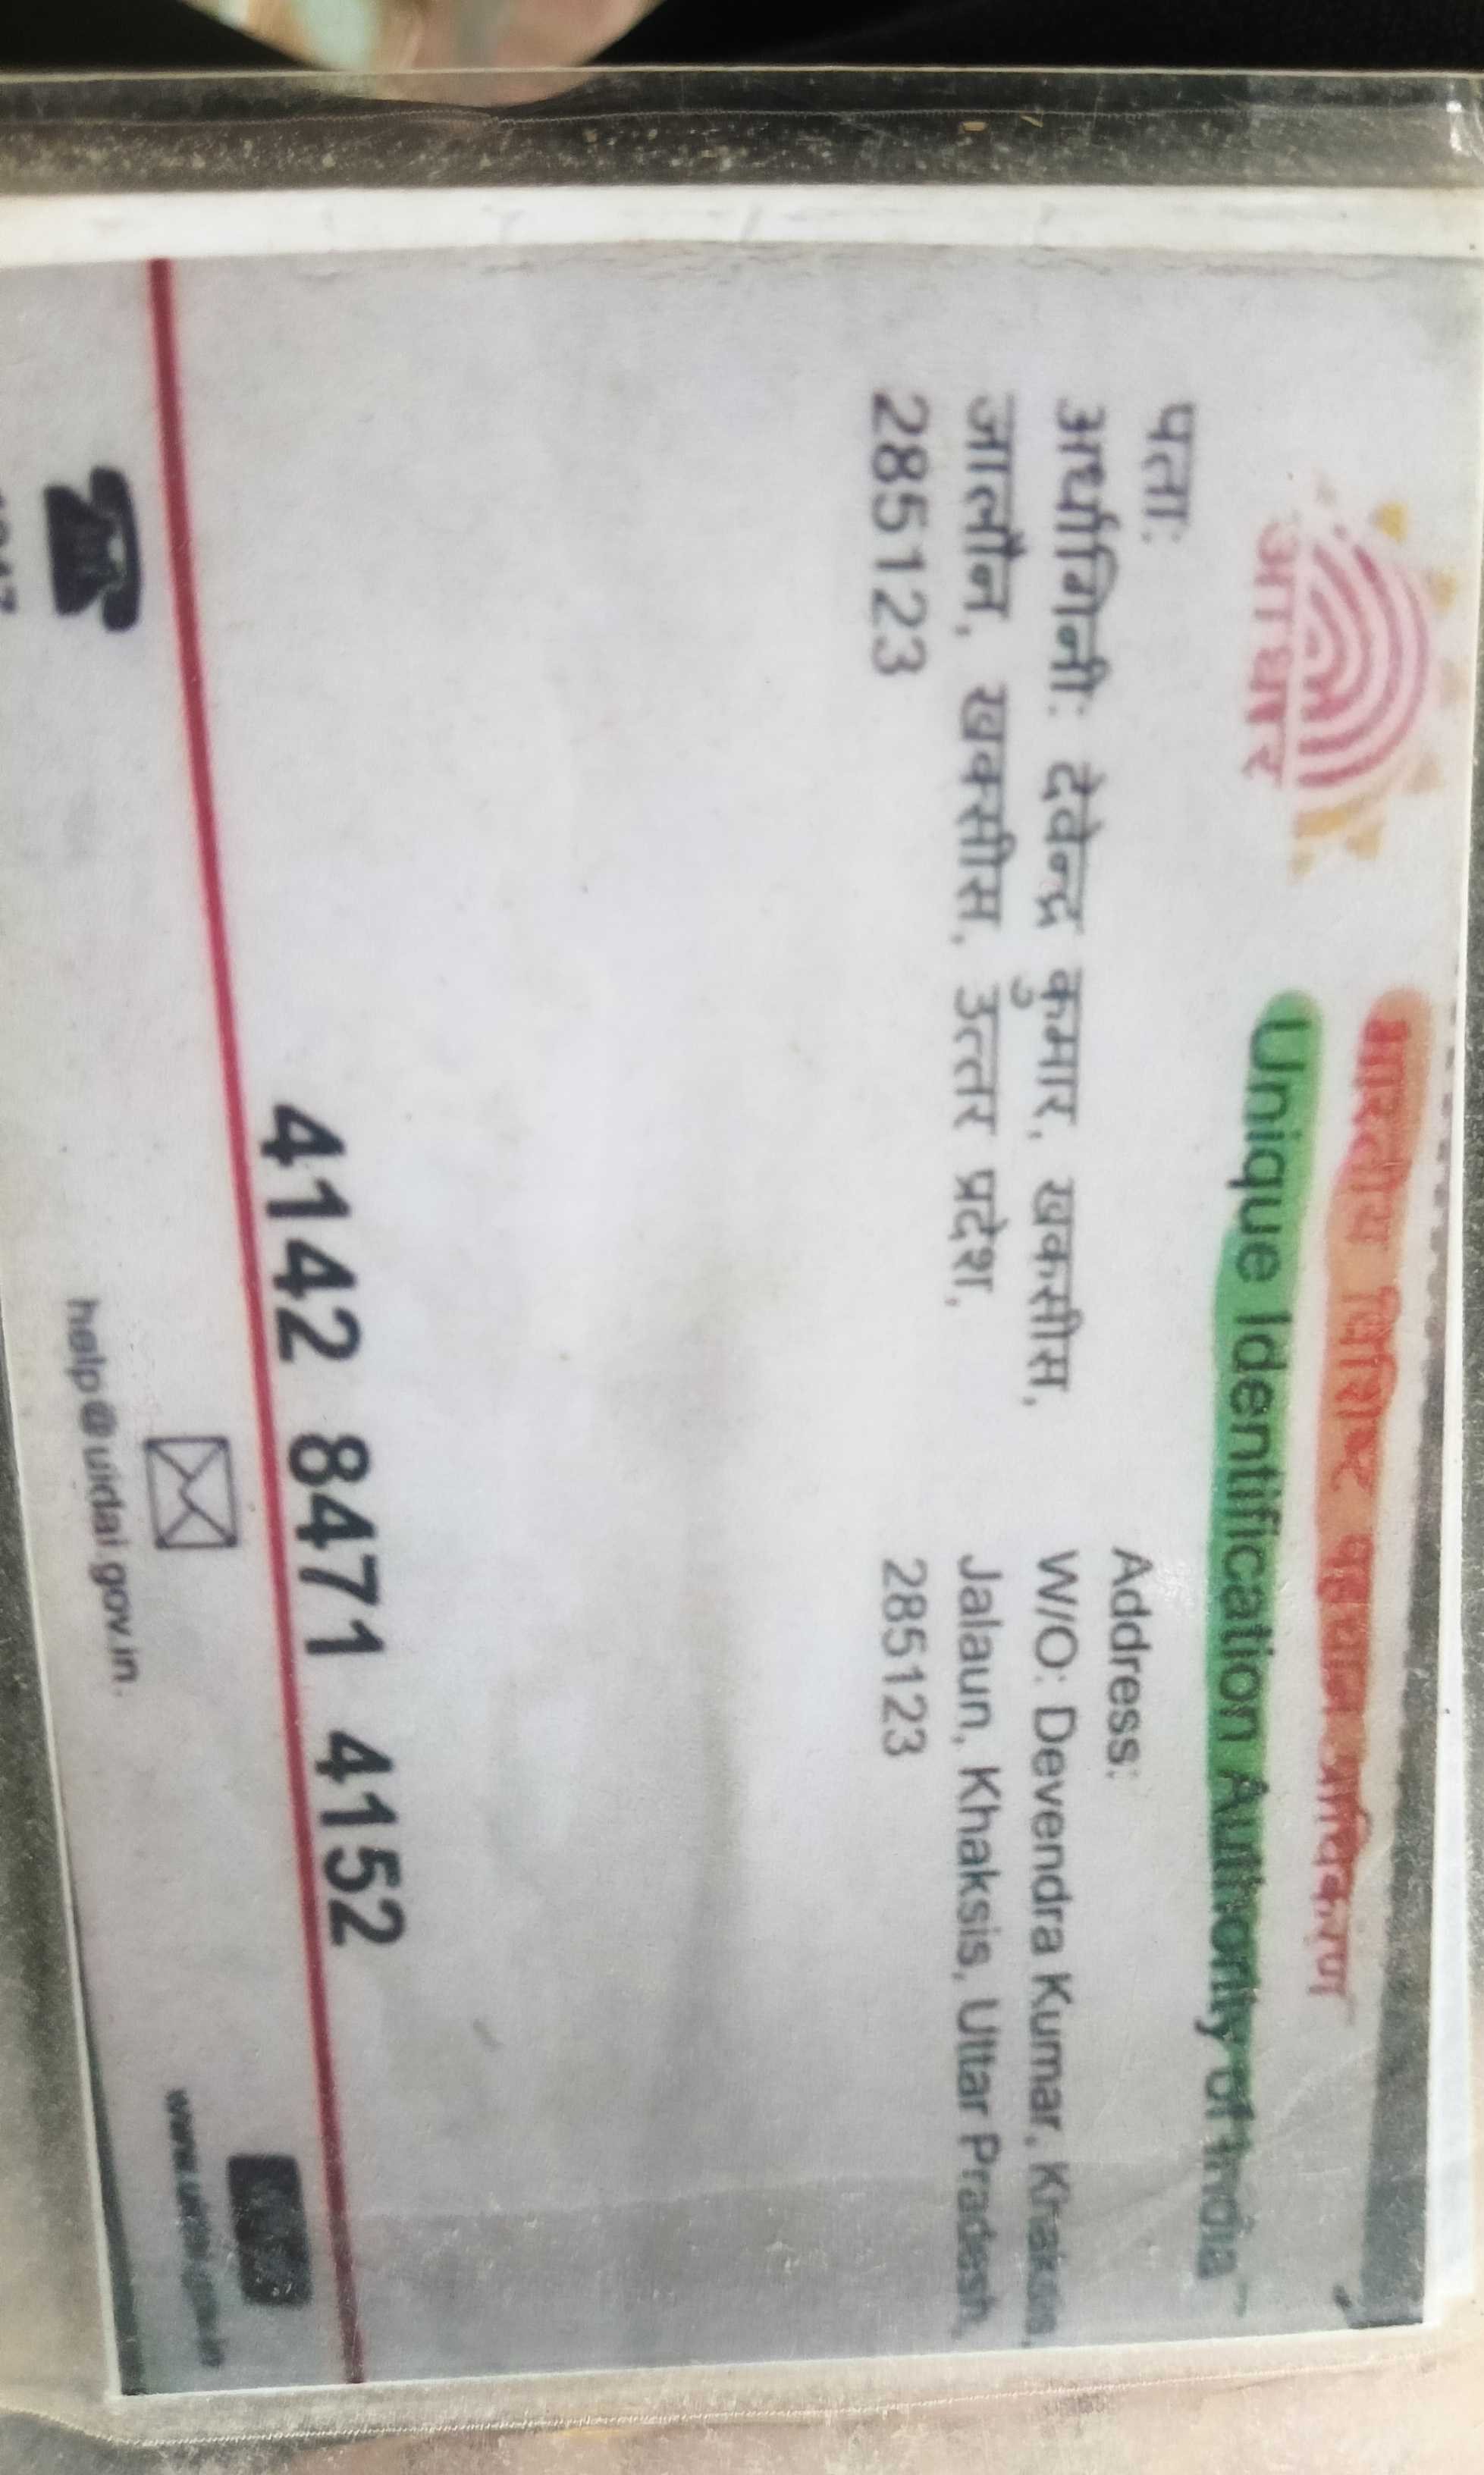 आधार
भारतीय विशिष्ट पहचान प्राधिकरण
Unique Identification Authority of India
पता:
अर्धांगिनी: देवेन्द्र कुमार, खकसीस,
जालौन, खकसीस, उत्तर प्रदेश,
285123
Address:
W/O: Devendra Kumar, Khaksis,
Jalaun, Khaksis, Uttar Pradesh,
285123
4142 8471 4152
help@uidai.gov.in.